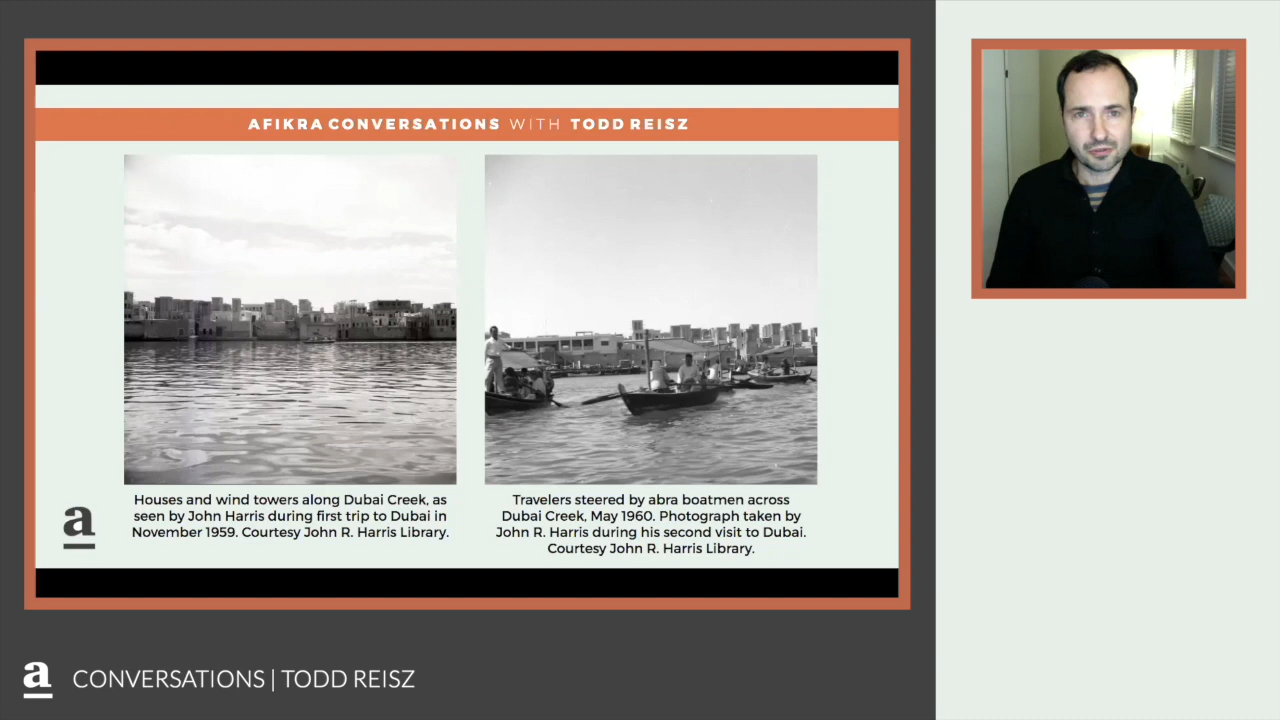 AFIKRA CONVERSATIONS WITH TODD REISZ
Houses and wind towers along Dubai Creek, as
seen by John Harris during first trip to Dubai in
November 1959. Courtesy John R. Harris Library.
Travelers steered by abra boatmen across
Dubai Creek, May 1960. Photograph taken by
John R. Harris during his second visit to Dubai.
Courtesy John R. Harris Library.
a
a CONVERSATIONS | TODD REISZ